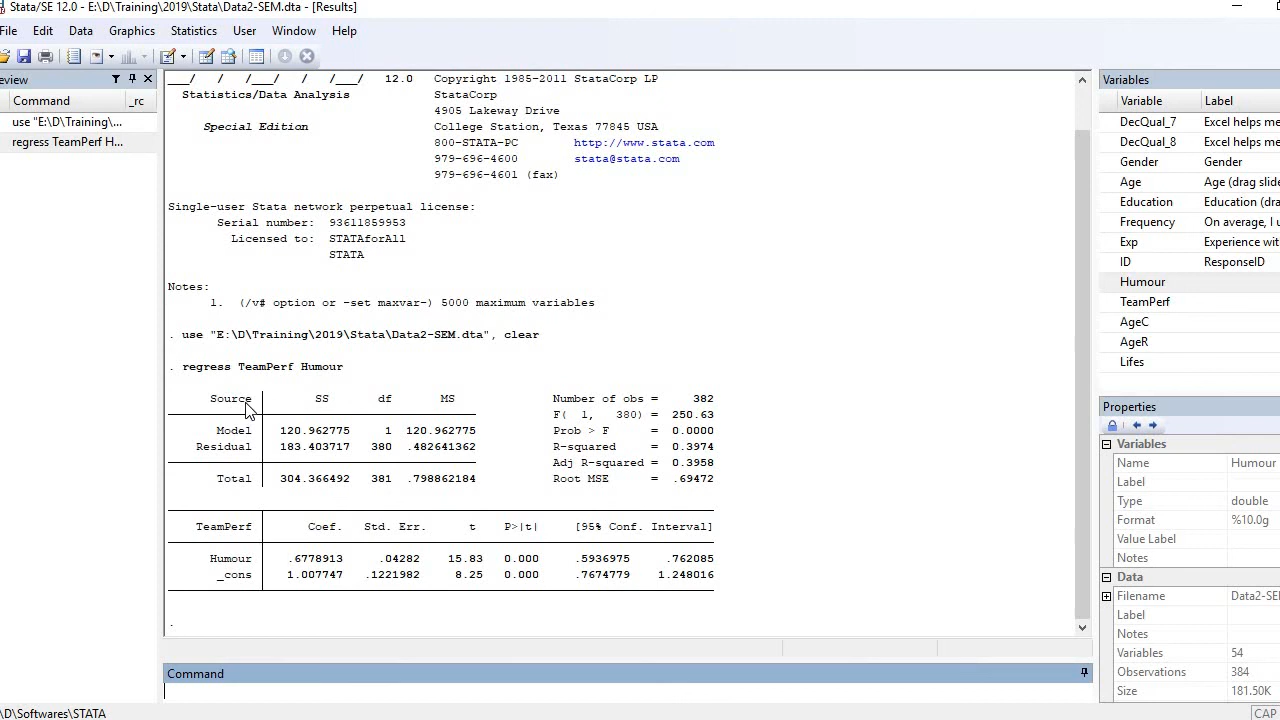 Stata/SE 12.0 - E:\D\Training\2019\Stata\Data2-SEM.dta - [Results]
File Edit Data Graphics Statistics User Window Help
eview
Command _rc
use "E:\D\Training\...
regress TeamPerf H...
___/ / /___/ / /___/ 12.0 Copyright 1985-2011 StataCorp LP
Statistics/Data Analysis StataCorp
4905 Lakeway Drive
Special Edition College Station, Texas 77845 USA
800-STATA-PC http://www.stata.com
979-696-4600 stata@stata.com
979-696-4601 (fax)
Single-user Stata network perpetual license:
Serial number: 93611859953
Licensed to: STATAforAll
STATA
Notes:
1. (/v# option or -set maxvar-) 5000 maximum variables
. use "E:\D\Training\2019\Stata\Data2-SEM.dta", clear
. regress TeamPerf Humour
Source SS df MS Number of obs = 382
F( 1, 380) = 250.63
Model 120.962775 1 120.962775 Prob > F = 0.0000
Residual 183.403717 380 .482641362 R-squared = 0.3974
Adj R-squared = 0.3958
Total 304.366492 381 .798862184 Root MSE = .69472
TeamPerf Coef. Std. Err. t P>|t| [95% Conf. Interval]
Humour .6778913 .04282 15.83 0.000 .5936975 .762085
_cons 1.007747 .1221982 8.25 0.000 .7674779 1.248016
.
Command
\D\Softwares\STATA
Variables
Variable Label
DecQual_7 Excel helps me
DecQual_8 Excel helps me
Gender Gender
Age Age (drag slide
Education Education (dra
Frequency On average, I u
Exp Experience with
ID ResponseID
Humour
TeamPerf
AgeC
AgeR
Lifes
Properties
Variables
Name Humour
Label
Type double
Format %10.0g
Value Label
Notes
Data
Filename Data2-SE
Label
Notes
Variables 54
Observations 384
Size 181.50K
CAP